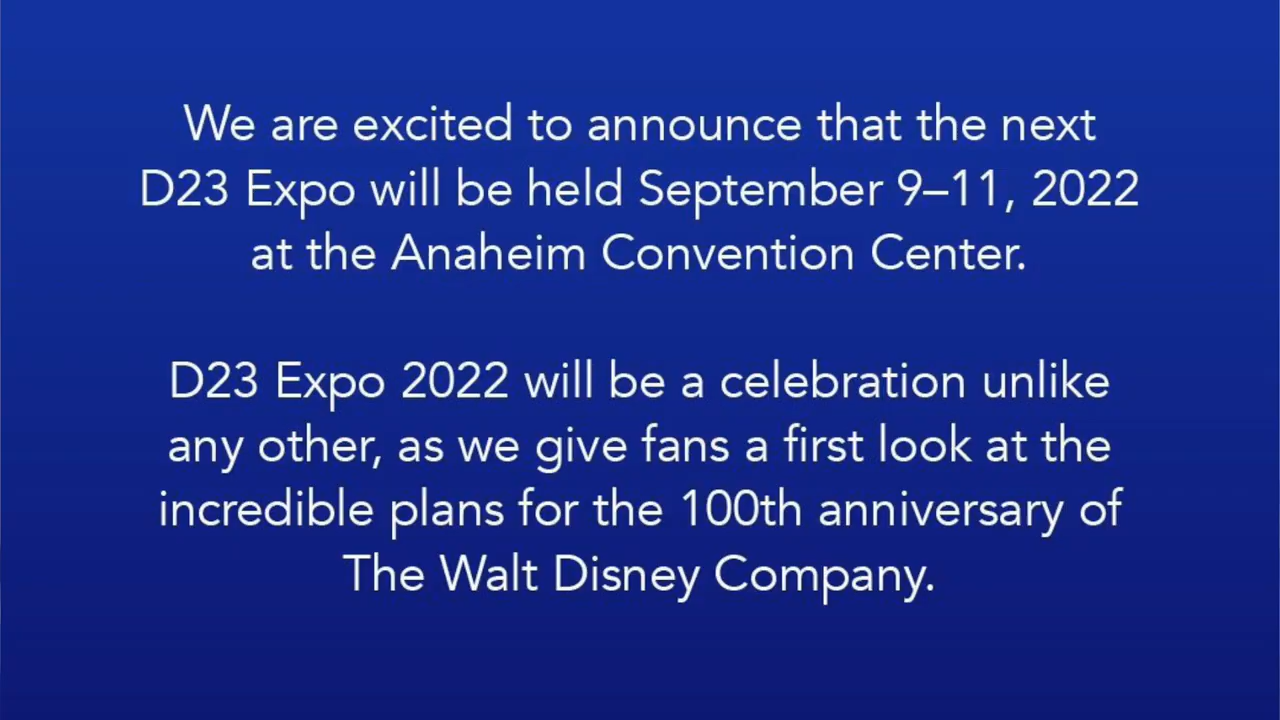 We are excited to announce that the next
D23 Expo will be held September 9–11, 2022
at the Anaheim Convention Center.
D23 Expo 2022 will be a celebration unlike
any other, as we give fans a first look at the
incredible plans for the 100th anniversary of
The Walt Disney Company.